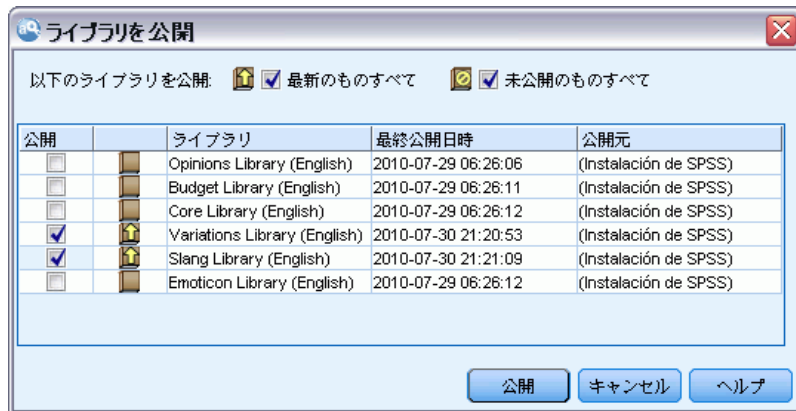 ライブラリを公開
以下のライブラリを公開: 最新のものすべて 未公開のものすべて
公開 ライブラリ 最終公開日時 公開元
Opinions Library (English) 2010-07-29 06:26:06 (Instalación de SPSS)
Budget Library (English) 2010-07-29 06:26:11 (Instalación de SPSS)
Core Library (English) 2010-07-29 06:26:12 (Instalación de SPSS)
Variations Library (English) 2010-07-30 21:20:53 (Instalación de SPSS)
Slang Library (English) 2010-07-30 21:21:09 (Instalación de SPSS)
Emoticon Library (English) 2010-07-29 06:26:12 (Instalación de SPSS)
公開 キャンセル ヘルプ